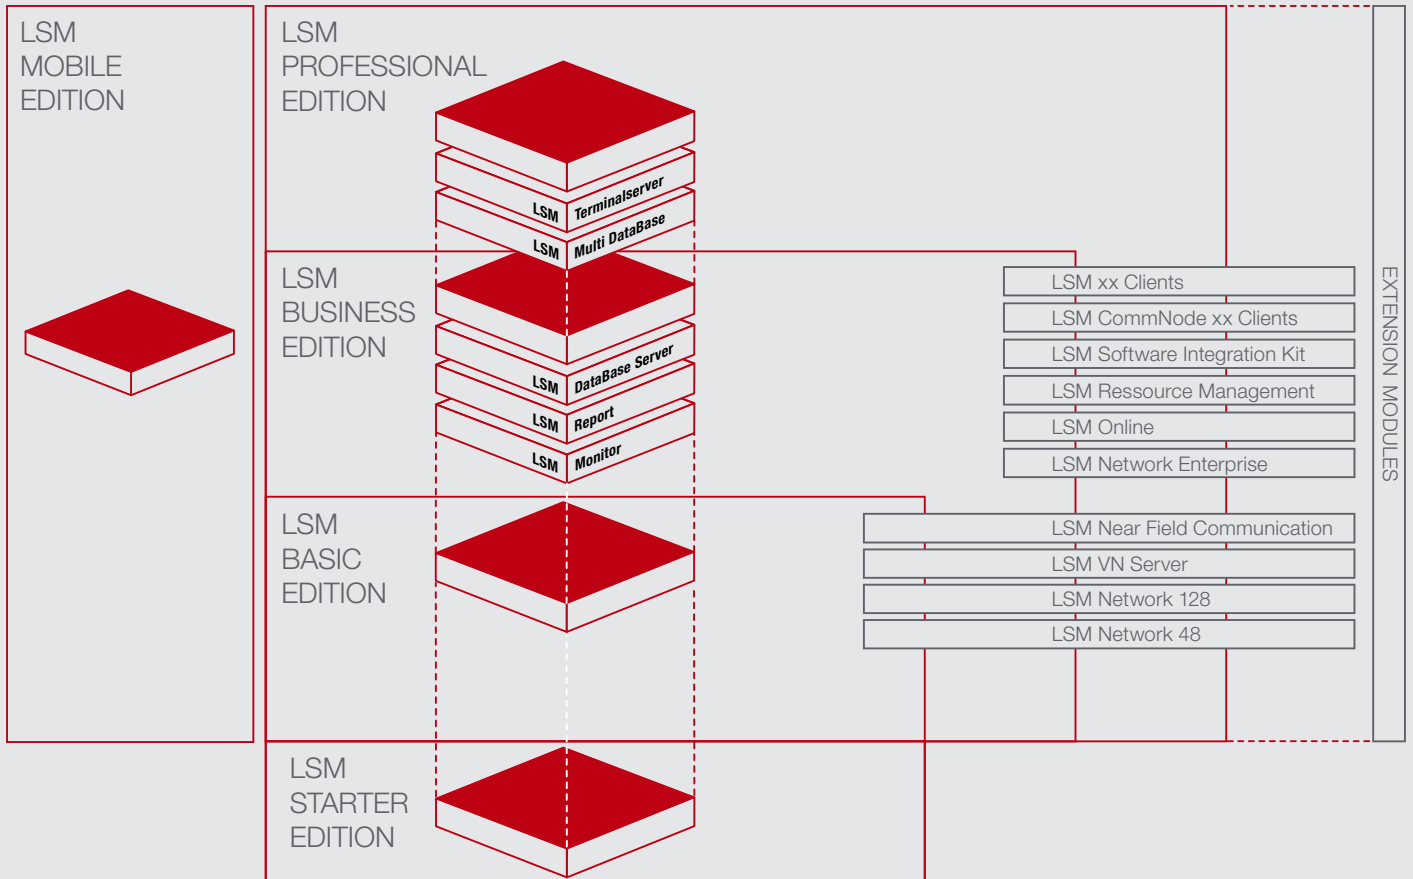 LSM
MOBILE
EDITION
LSM
PROFESSIONAL
EDITION
LSM Terminalserver
LSM Multi DataBase
LSM
BUSINESS
EDITION
LSM DataBase Server
LSM Report
LSM Monitor
LSM
BASIC
EDITION
LSM
STARTER
EDITION
LSM xx Clients
LSM CommNode xx Clients
LSM Software Integration Kit
LSM Ressource Management
LSM Online
LSM Network Enterprise
LSM Near Field Communication
LSM VN Server
LSM Network 128
LSM Network 48
EXTENSION MODULES